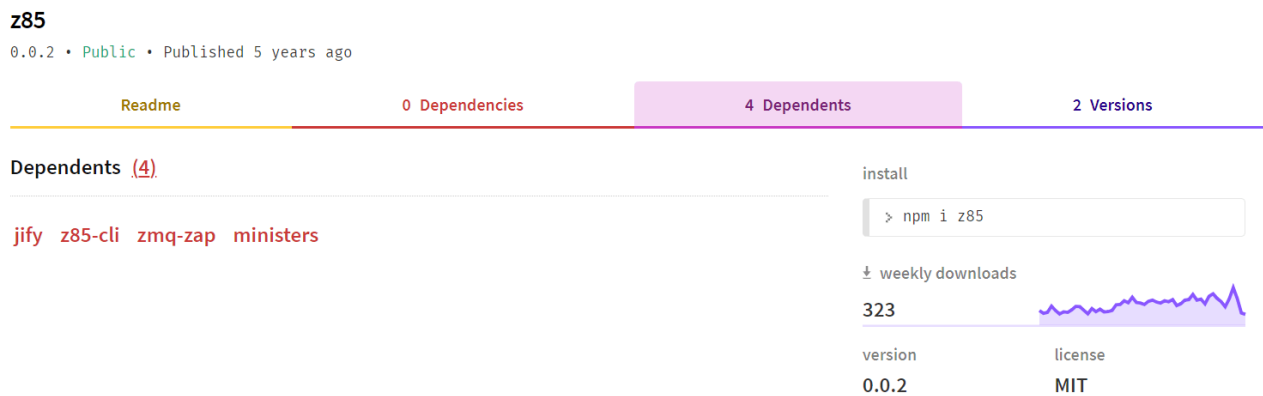 z85
0.0.2 • Public • Published 5 years ago
Readme
0 Dependencies
4 Dependents
2 Versions
Dependents (4)
jify z85-cli zmq-zap ministers
install
> npm i z85
weekly downloads
323
version
0.0.2
license
MIT